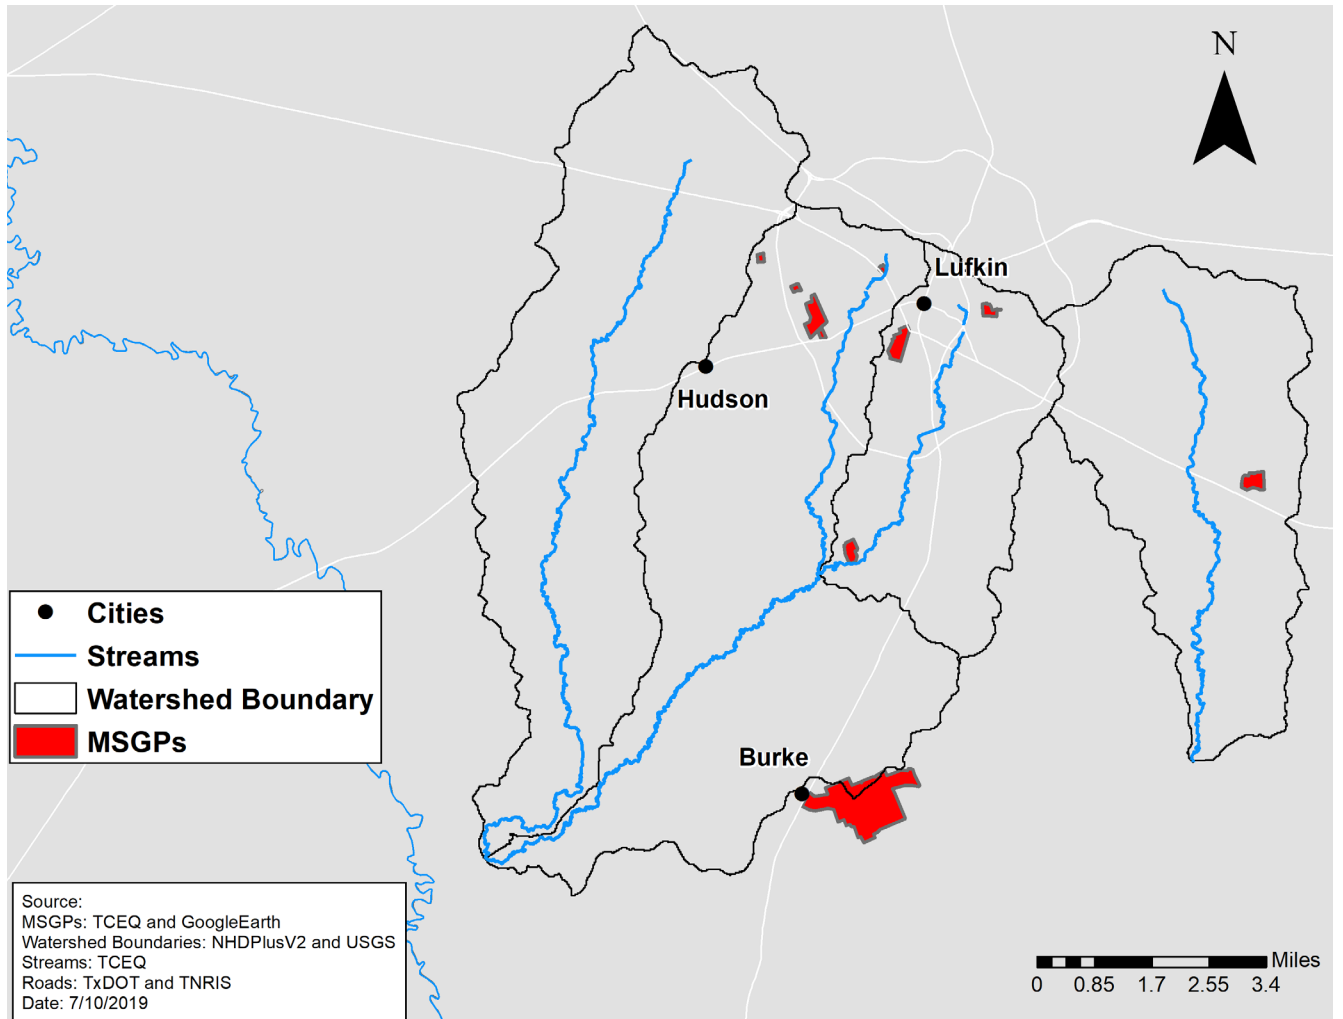 N
Lufkin
Hudson
Cities
Streams
Watershed Boundary
MSGPs
Burke
Source:
MSGPs: TCEQ and GoogleEarth
Watershed Boundaries: NHDPlusV2 and USGS
Streams: TCEQ
Roads: TxDOT and TNRIS
Date: 7/10/2019
Miles
0 0.85 1.7 2.55 3.4